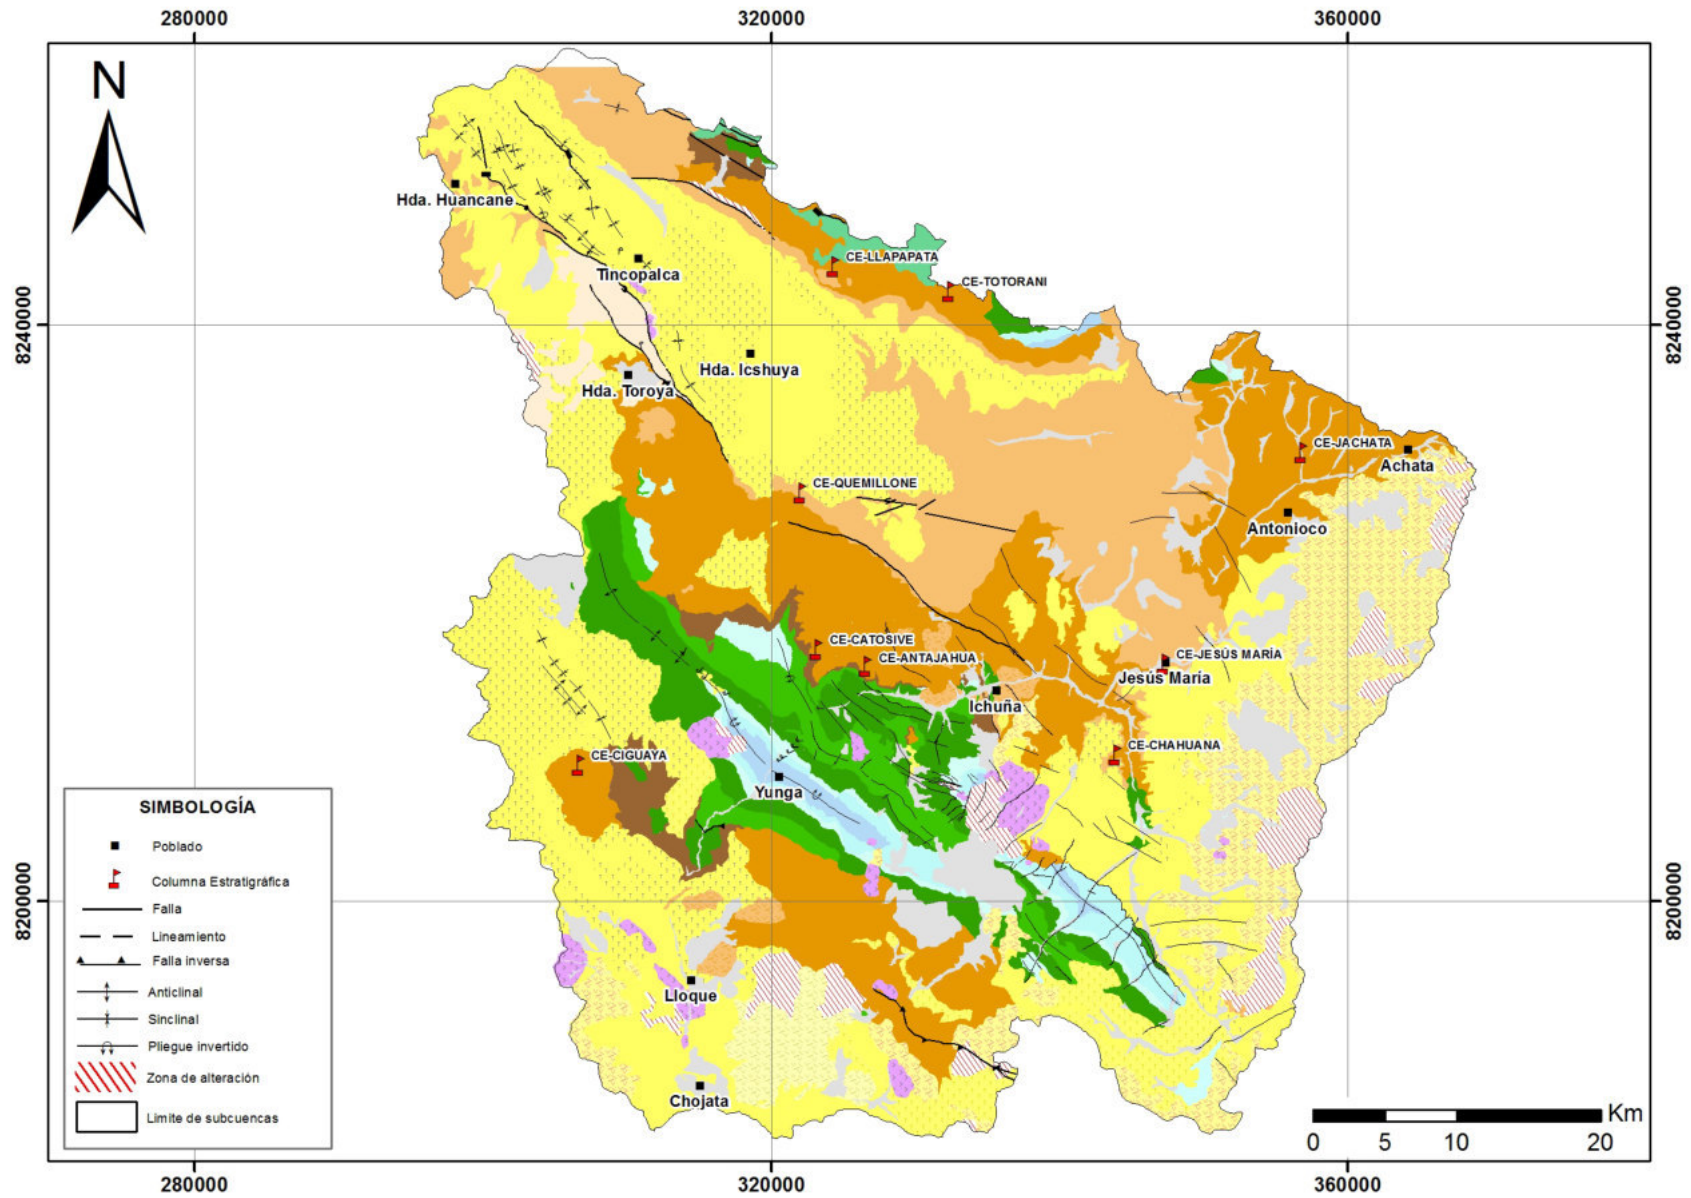 280000
320000
360000
N
Hda. Huancane
CE-LLAPAPATA
Tincopalca
CE-TOTORANI
8240000
8240000
Hda. Icshuya
Hda. Toroya
CE-JACHATA
Achata
CE-QUEMILLONE
Antonioco
CE-CATOSIVE
CE-ANTAJAHUA
CE-JESÚS MARÍA
Jesús María
Ichuña
CE-CIGUAYA
CE-CHAHUANA
Yunga
8200000
8200000
Lloque
Chojata
SIMBOLOGÍA
Poblado
Columna Estratigráfica
Falla
Lineamiento
Falla inversa
Anticlinal
Sinclinal
Pliegue invertido
Zona de alteración
Limite de subcuencas
Km
0 5 10 20
280000
320000
360000